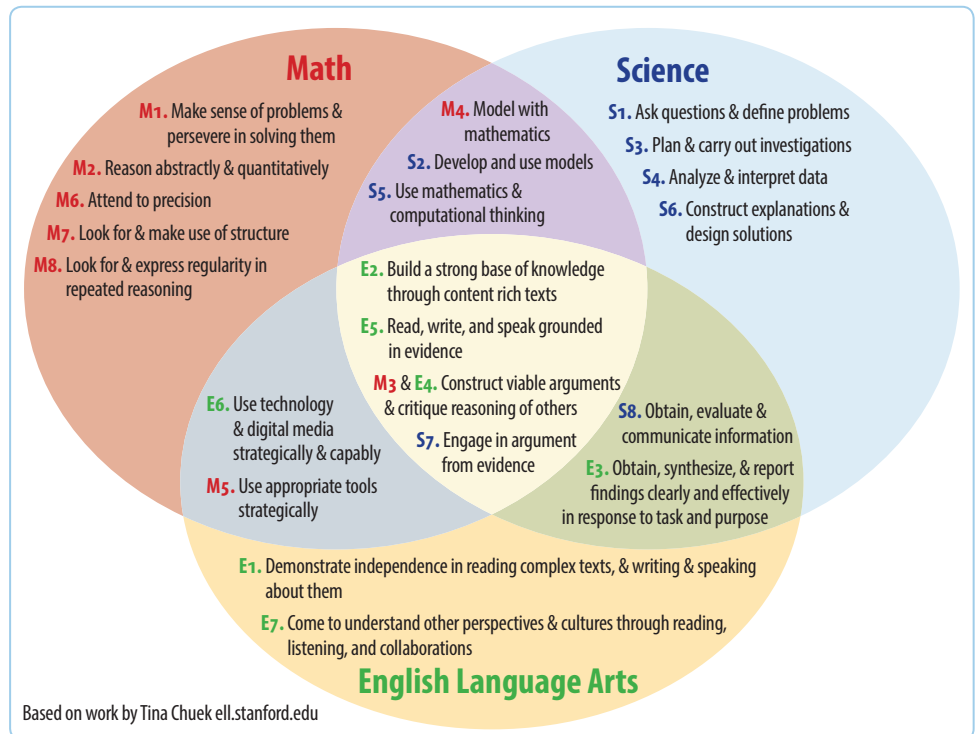 Math
M1. Make sense of problems &
persevere in solving them
M2. Reason abstractly & quantitatively
M6. Attend to precision
M7. Look for & make use of structure
M8. Look for & express regularity in
repeated reasoning
M4. Model with
mathematics
S2. Develop and use models
S5. Use mathematics &
computational thinking
Science
S1. Ask questions & define problems
S3. Plan & carry out investigations
S4. Analyze & interpret data
S6. Construct explanations &
design solutions
E2. Build a strong base of knowledge
through content rich texts
E5. Read, write, and speak grounded
in evidence
M3 & E4. Construct viable arguments
& critique reasoning of others
S7. Engage in argument
from evidence
E6. Use technology
& digital media
strategically & capably
M5. Use appropriate tools
strategically
S8. Obtain, evaluate &
communicate information
E3. Obtain, synthesize, & report
findings clearly and effectively
in response to task and purpose
E1. Demonstrate independence in reading complex texts, & writing & speaking
about them
E7. Come to understand other perspectives & cultures through reading,
listening, and collaborations
English Language Arts
Based on work by Tina Chuek ell.stanford.edu